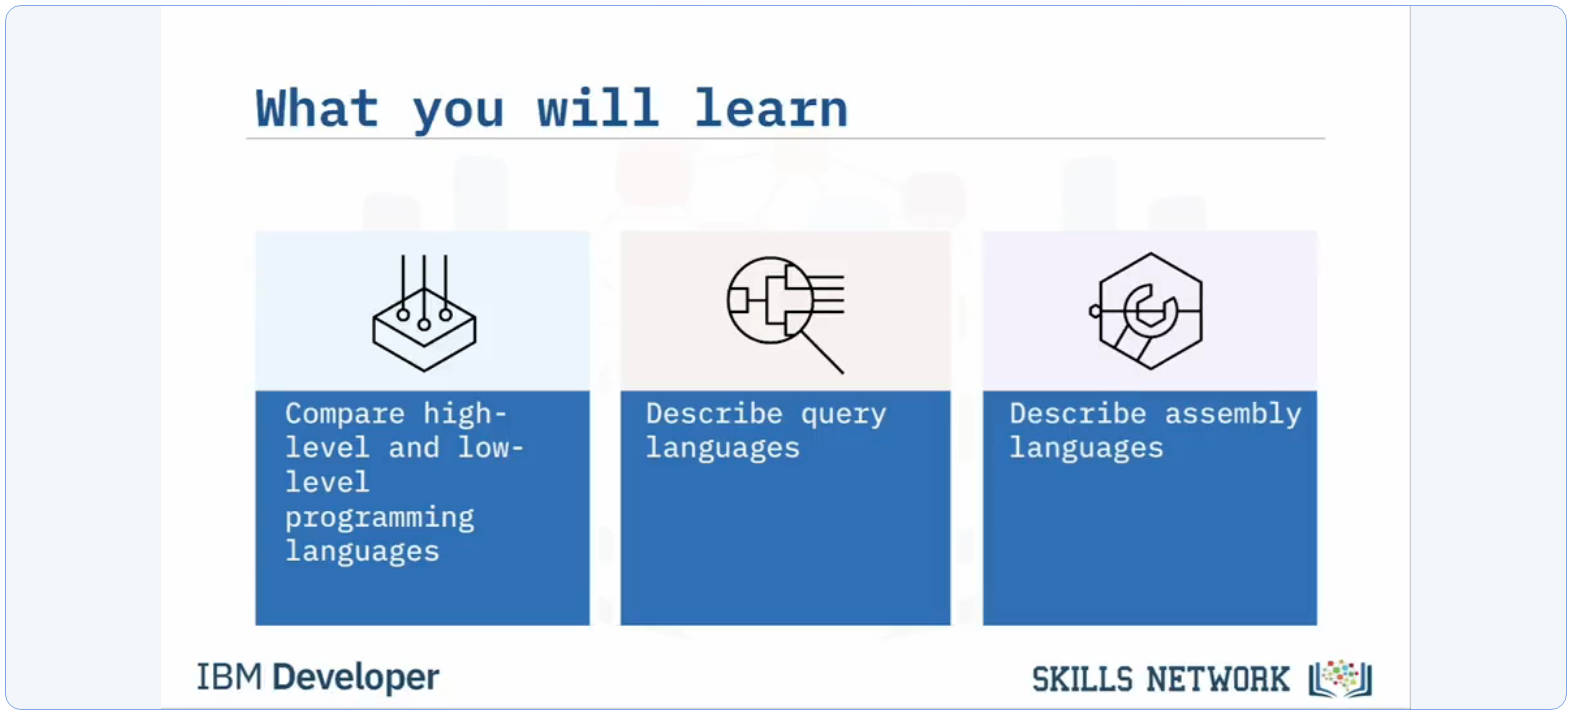 What you will learn
Compare high-
level and low-
level
programming
languages
Describe query
languages
Describe assembly
languages
IBM Developer
SKILLS NETWORK